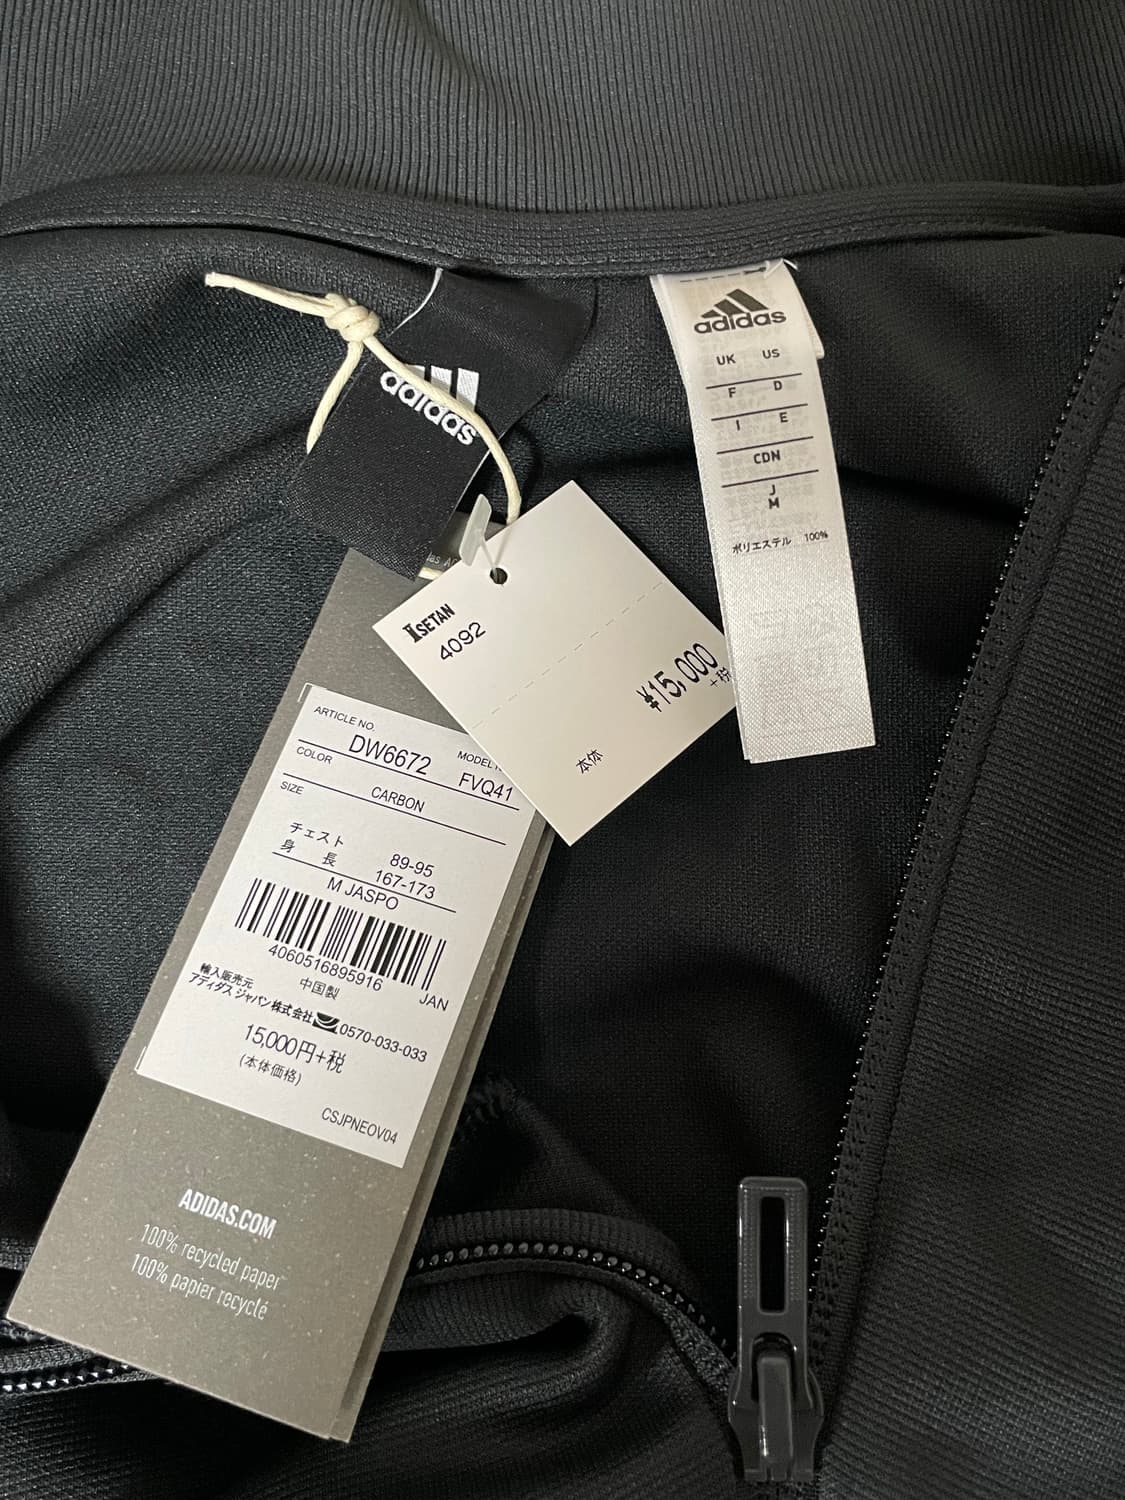 adidas
UK US
F D
I E
CDN
J
M
ポリエステル 100%
adidas
ISETAN
4092
¥15,000
+税
本体
ARTICLE NO.
DW6672
MODEL
COLOR
FVQ41
CARBON
SIZE
チェスト 89-95
身長 167-173
M JASPO
4060516895916
JAN
中国製
輸入販売元
アディダス ジャパン株式会社 0570-033-033
15,000円+税
(本体価格)
CSJPNEOV04
ADIDAS.COM
100% recycled paper
100% papier recyclé